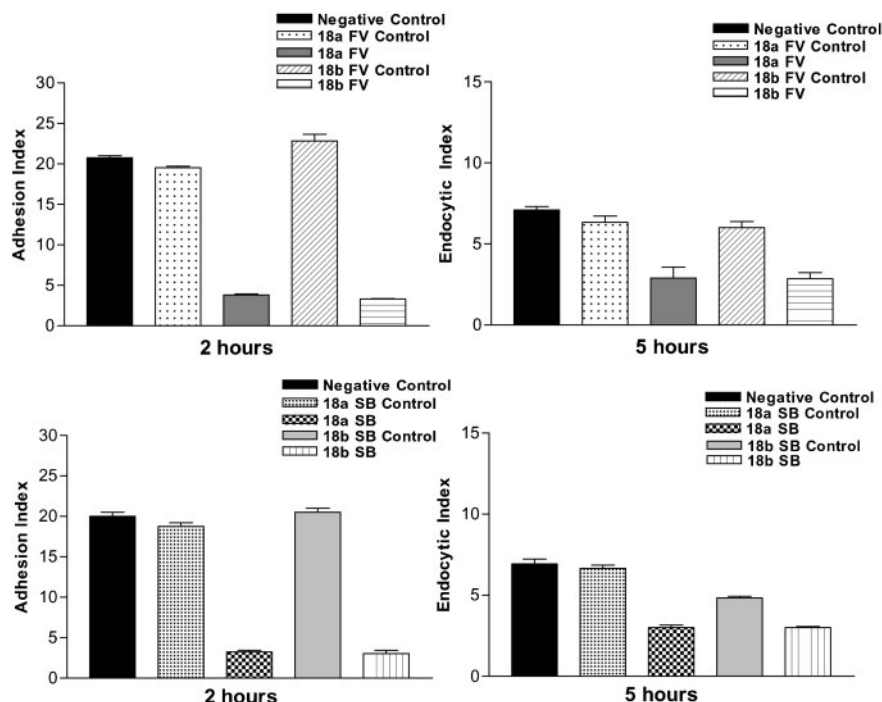 Negative Control
18a FV Control
18a FV
18b FV Control
18b FV
Adhesion Index
30
25
20
15
10
5
0
2 hours
Negative Control
18a FV Control
18a FV
18b FV Control
18b FV
Endocytic Index
15
10
5
0
5 hours
Negative Control
18a SB Control
18a SB
18b SB Control
18b SB
Adhesion Index
30
25
20
15
10
5
0
2 hours
Negative Control
18a SB Control
18a SB
18b SB Control
18b SB
Endocytic Index
15
10
5
0
5 hours